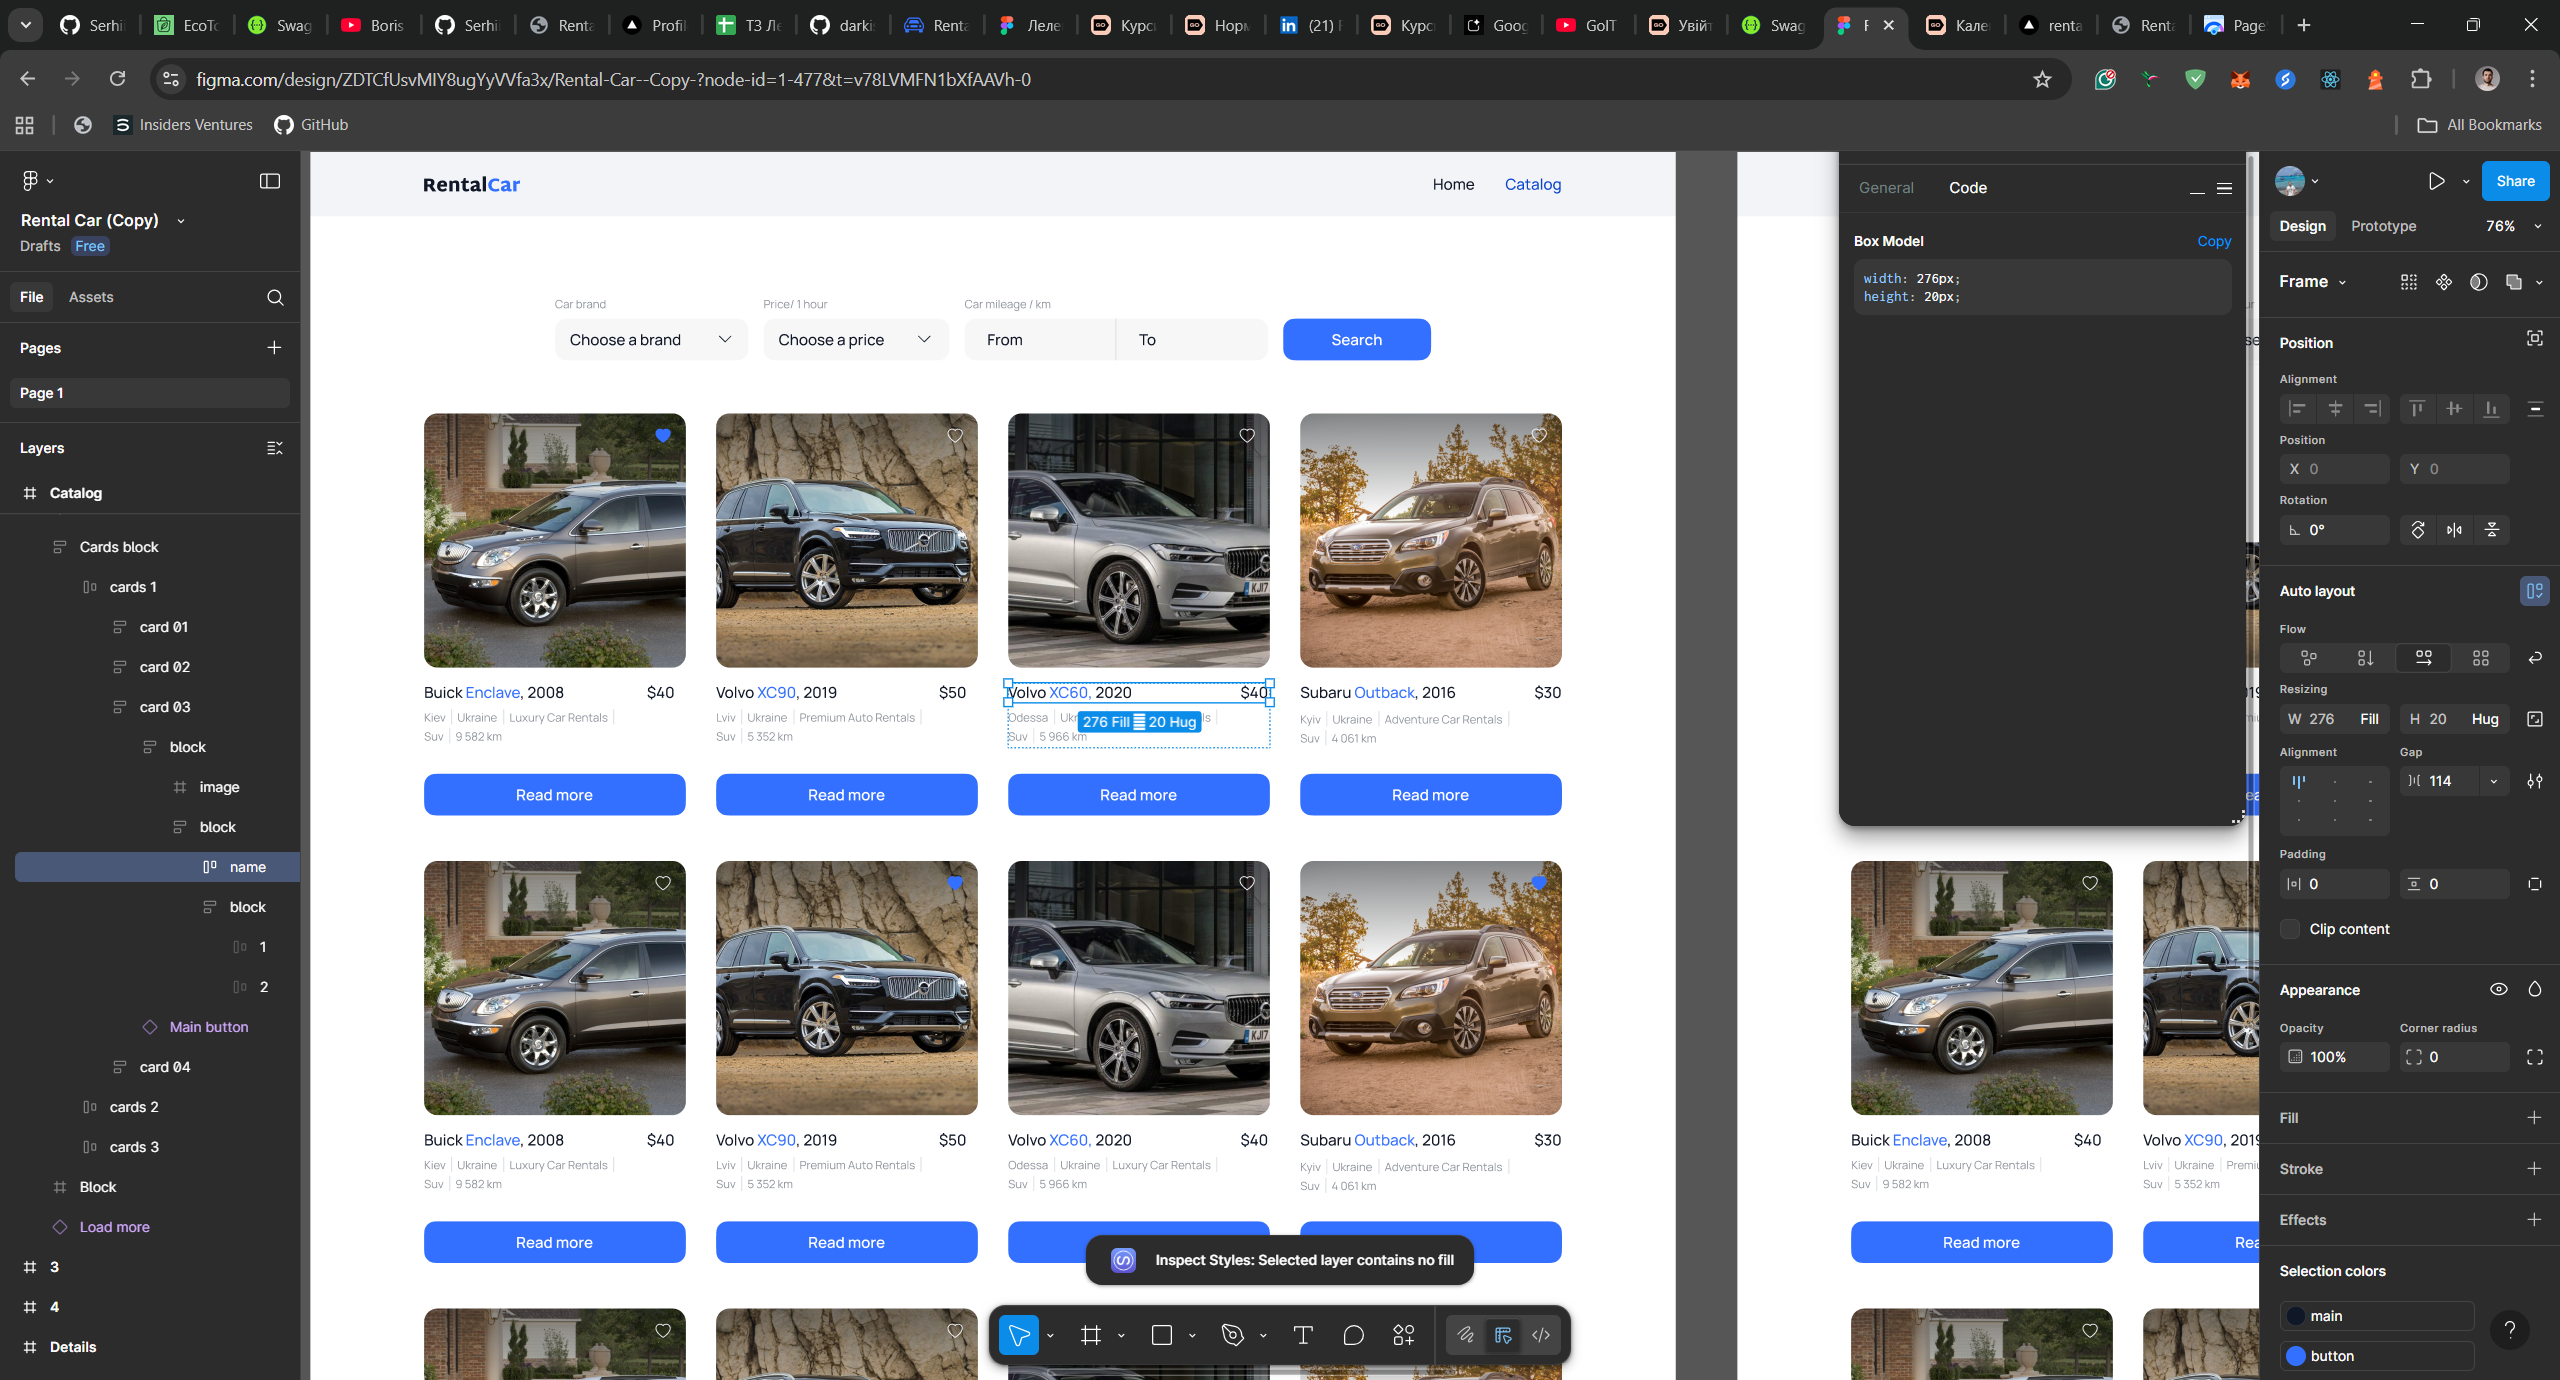 Serhii
EcoTo
Swag
Boris
Serhii
Renta
Profil
ТЗ Ле
darkis
Renta
Леле
Курс
Норм
(21) F
Курс
Goog
GoIT
Увій
Swag
Кале
renta
Renta
Page
figma.com/design/ZDTCfUsvMIY8ugYyVVfa3x/Rental-Car--Copy-?node-id=1-477&t=v78LVMFN1bXfAAVh-0
Insiders Ventures
GitHub
All Bookmarks
Rental Car (Copy)
Drafts Free
File Assets
Pages
Page 1
Layers
Catalog
Cards block
cards 1
card 01
card 02
card 03
block
image
block
name
block
1
2
Main button
card 04
cards 2
cards 3
Block
Load more
3
4
Details
RentalCar
Home Catalog
Car brand
Price/ 1 hour
Car mileage / km
Choose a brand
Choose a price
From
To
Search
Buick Enclave, 2008 $40
Kiev Ukraine Luxury Car Rentals
Suv 9 582 km
Read more
Volvo XC90, 2019 $50
Lviv Ukraine Premium Auto Rentals
Suv 5 352 km
Read more
Volvo XC60, 2020 $40
Odessa
276 Fill 20 Hug
Suv 5 966 km
Read more
Subaru Outback, 2016 $30
Kyiv Ukraine Adventure Car Rentals
Suv 4 061 km
Read more
Buick Enclave, 2008 $40
Kiev Ukraine Luxury Car Rentals
Suv 9 582 km
Read more
Volvo XC90, 2019 $50
Lviv Ukraine Premium Auto Rentals
Suv 5 352 km
Read more
Volvo XC60, 2020 $40
Odessa Ukraine Luxury Car Rentals
Suv 5 966 km
Subaru Outback, 2016 $30
Kyiv Ukraine Adventure Car Rentals
Suv 4 061 km
Inspect Styles: Selected layer contains no fill
General Code
Box Model Copy
width: 276px;
height: 20px;
Buick Enclave, 2008 $40
Kiev Ukraine Luxury Car Rentals
Suv 9 582 km
Read more
Volvo XC90, 2019
Lviv Ukraine Premi
Suv 5 352 km
Rea
Share
Design Prototype 76%
Frame
Position
Alignment
Position
X 0 Y 0
Rotation
0°
Auto layout
Flow
Resizing
W 276 Fill H 20 Hug
Alignment Gap
114
Padding
0 0
Clip content
Appearance
Opacity Corner radius
100% 0
Fill
Stroke
Effects
Selection colors
main
button
?